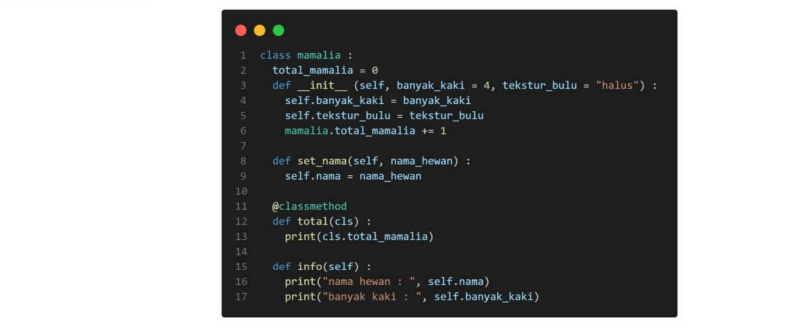 1 class mamalia :
2   total_mamalia = 0
3   def __init__ (self, banyak_kaki = 4, tekstur_bulu = "halus") :
4     self.banyak_kaki = banyak_kaki
5     self.tekstur_bulu = tekstur_bulu
6     mamalia.total_mamalia += 1
7
8   def set_nama(self, nama_hewan) :
9     self.nama = nama_hewan
10
11   @classmethod
12   def total(cls) :
13     print(cls.total_mamalia)
14
15   def info(self) :
16     print("nama hewan : ", self.nama)
17     print("banyak kaki : ", self.banyak_kaki)